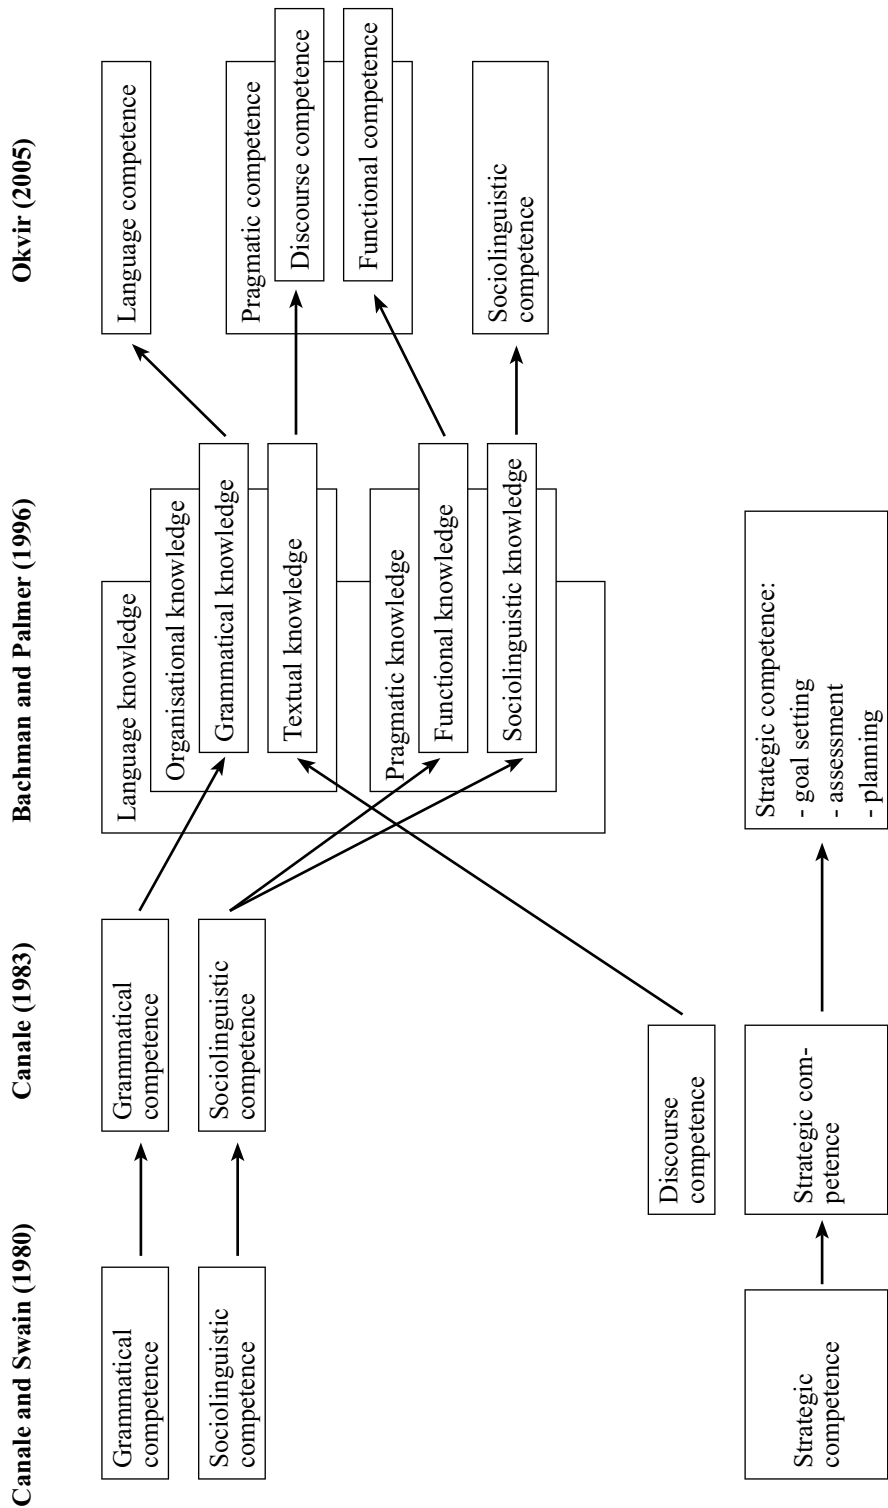 Canale and Swain (1980)
Canale (1983)
Bachman and Palmer (1996)
Okvir (2005)
Grammatical
competence
Sociolinguistic
competence
Strategic
competence
Grammatical
competence
Sociolinguistic
competence
Discourse
competence
Strategic com-
petence
Language knowledge
Organisational knowledge
Grammatical knowledge
Textual knowledge
Pragmatic knowledge
Functional knowledge
Sociolinguistic knowledge
Strategic competence:
- goal setting
- assessment
- planning
Language competence
Pragmatic competence
Discourse competence
Functional competence
Sociolinguistic
competence